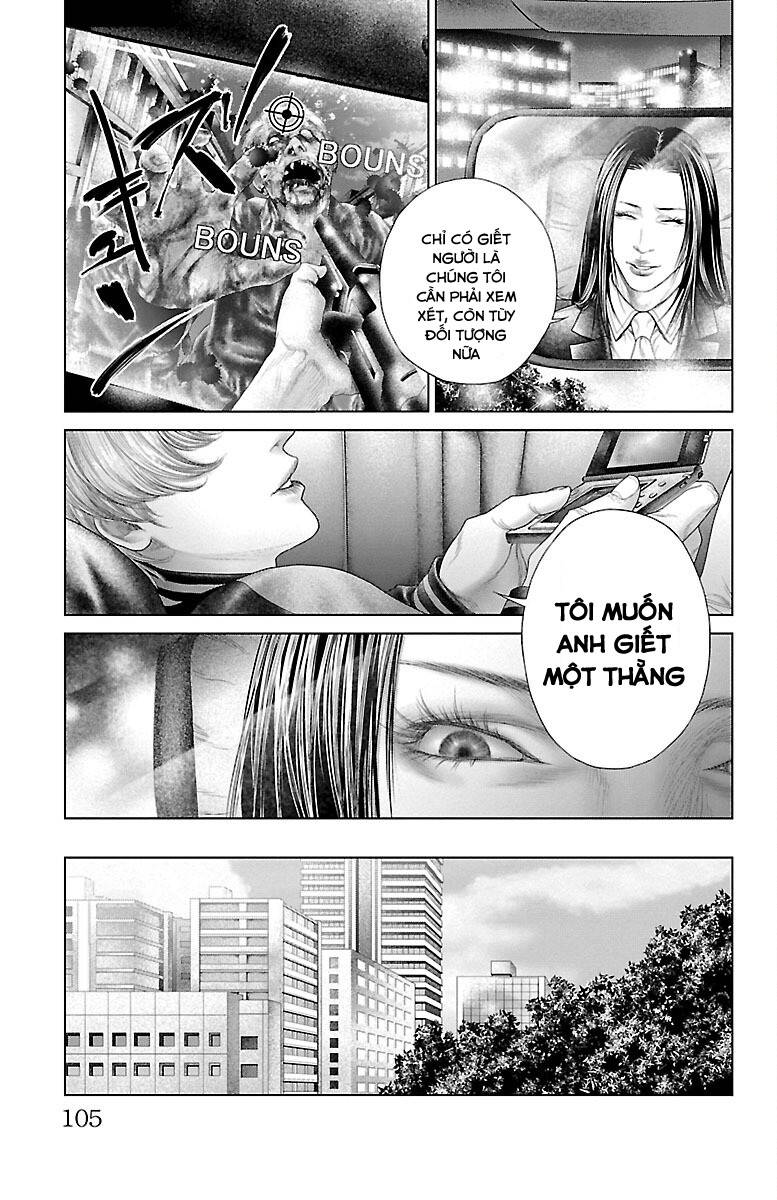 CHỈ CÓ GIẾT
NGƯỜI LÀ
CHÚNG TÔI
CẦN PHẢI XEM
XÉT, CÒN TÙY
ĐỐI TƯỢNG
NỮA
BOUNS
BOUNS
TÔI MUỐN
ANH GIẾT
MỘT THẰNG
105